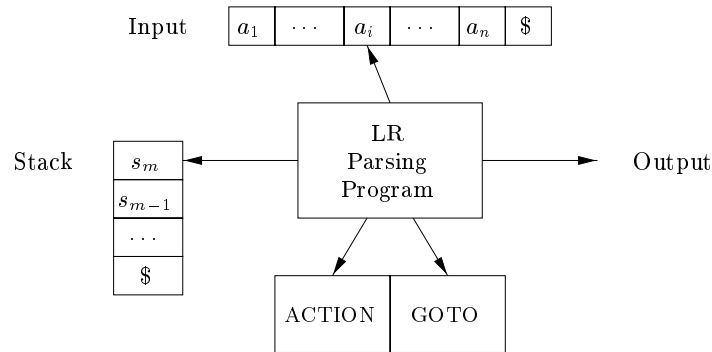 Input a₁ ··· aᵢ ··· aₙ $
LR
Parsing
Program
Stack
sₘ
sₘ₋₁
···
$
Output
ACTION GOTO